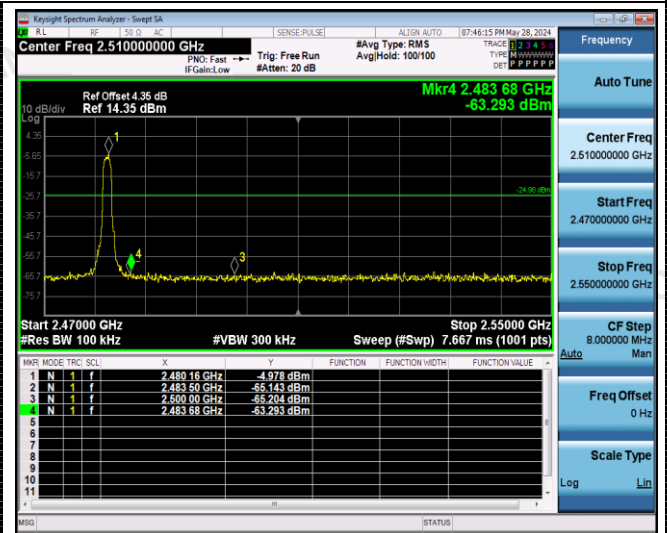 Keysight Spectrum Analyzer - Swept SA
LXI RL RF 50 Ω AC SENSE:PULSE ALIGN AUTO 07:46:15 PM May 28, 2024
Center Freq 2.510000000 GHz
PNO: Fast
IFGain:Low
Trig: Free Run
#Atten: 20 dB
#Avg Type: RMS
Avg|Hold: 100/100
TRACE 1 2 3 4 5 6
TYPE M W W W W W
DET P P P P P P
Ref Offset 4.35 dB
10 dB/div Ref 14.35 dBm
Log
Mkr4 2.483 68 GHz
-63.293 dBm
4.35
-5.65
-15.7
-25.7
-35.7
-45.7
-55.7
-65.7
-75.7
1
4
3
-24.98 dBm
Start 2.47000 GHz Stop 2.55000 GHz
#Res BW 100 kHz #VBW 300 kHz Sweep (#Swp) 7.667 ms (1001 pts)
MKR MODE TRC SCL X Y FUNCTION FUNCTION WIDTH FUNCTION VALUE
1 N 1 f 2.480 16 GHz -4.978 dBm
2 N 1 f 2.483 50 GHz -65.143 dBm
3 N 1 f 2.500 00 GHz -65.204 dBm
4 N 1 f 2.483 68 GHz -63.293 dBm
5
6
7
8
9
10
11
MSG STATUS
Frequency
Auto Tune
Center Freq
2.510000000 GHz
Start Freq
2.470000000 GHz
Stop Freq
2.550000000 GHz
CF Step
8.000000 MHz
Auto Man
Freq Offset
0 Hz
Scale Type
Log Lin